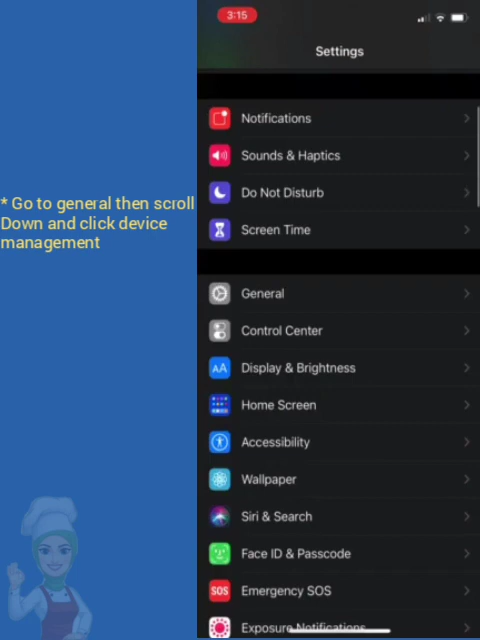 3:15
Settings
Notifications
Sounds & Haptics
Do Not Disturb
Screen Time
* Go to general then scroll
Down and click device
management
General
Control Center
AA Display & Brightness
Home Screen
Accessibility
Wallpaper
Siri & Search
Face ID & Passcode
SOS Emergency SOS
Exposure Notifications